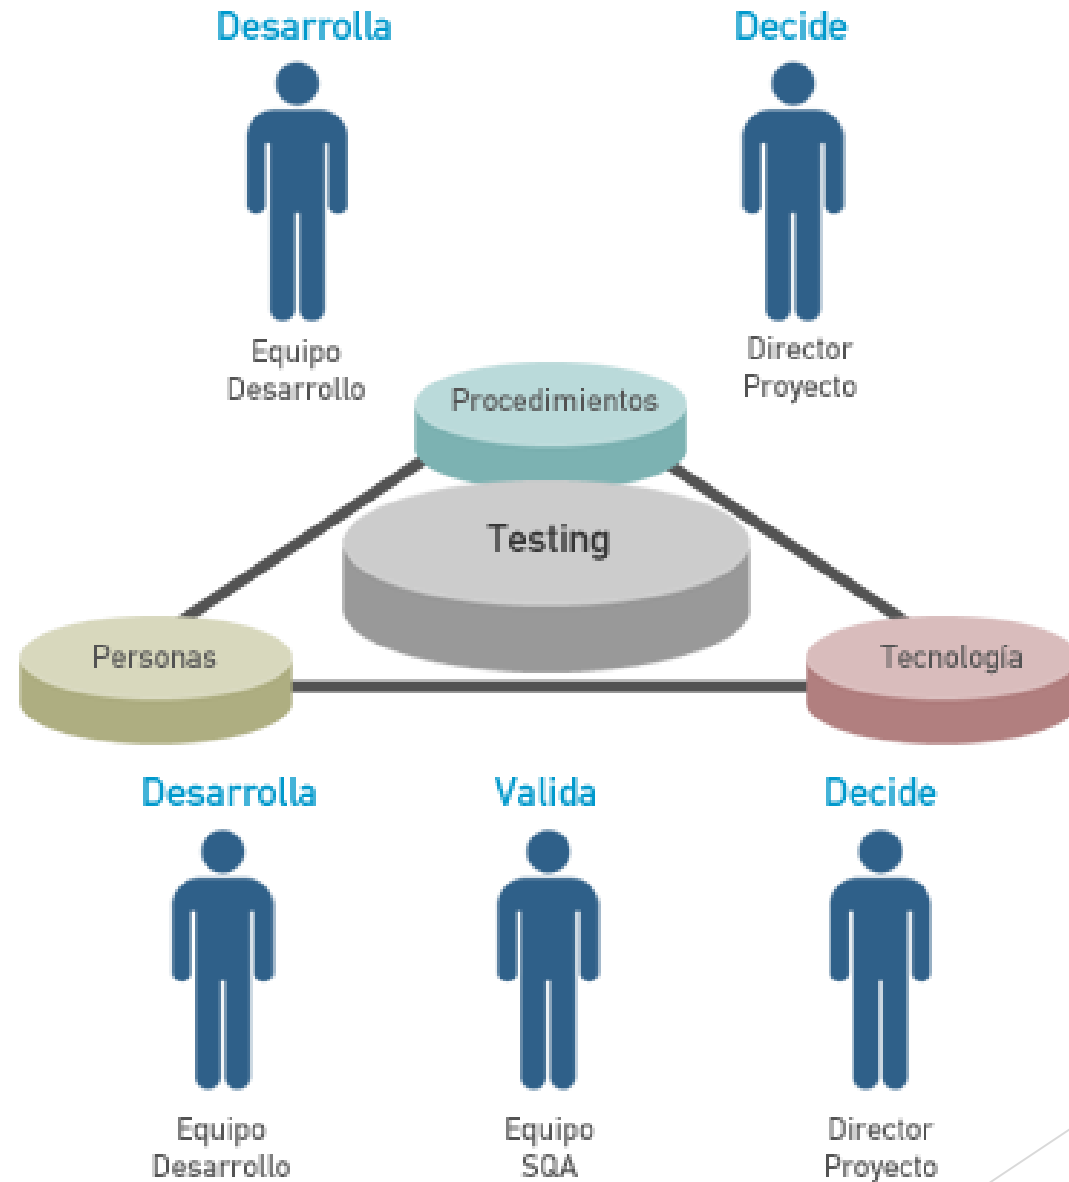 Desarrolla
Decide
Equipo
Desarrollo
Director
Proyecto
Procedimientos
Testing
Personas
Tecnología
Desarrolla
Valida
Decide
Equipo
Desarrollo
Equipo
SQA
Director
Proyecto